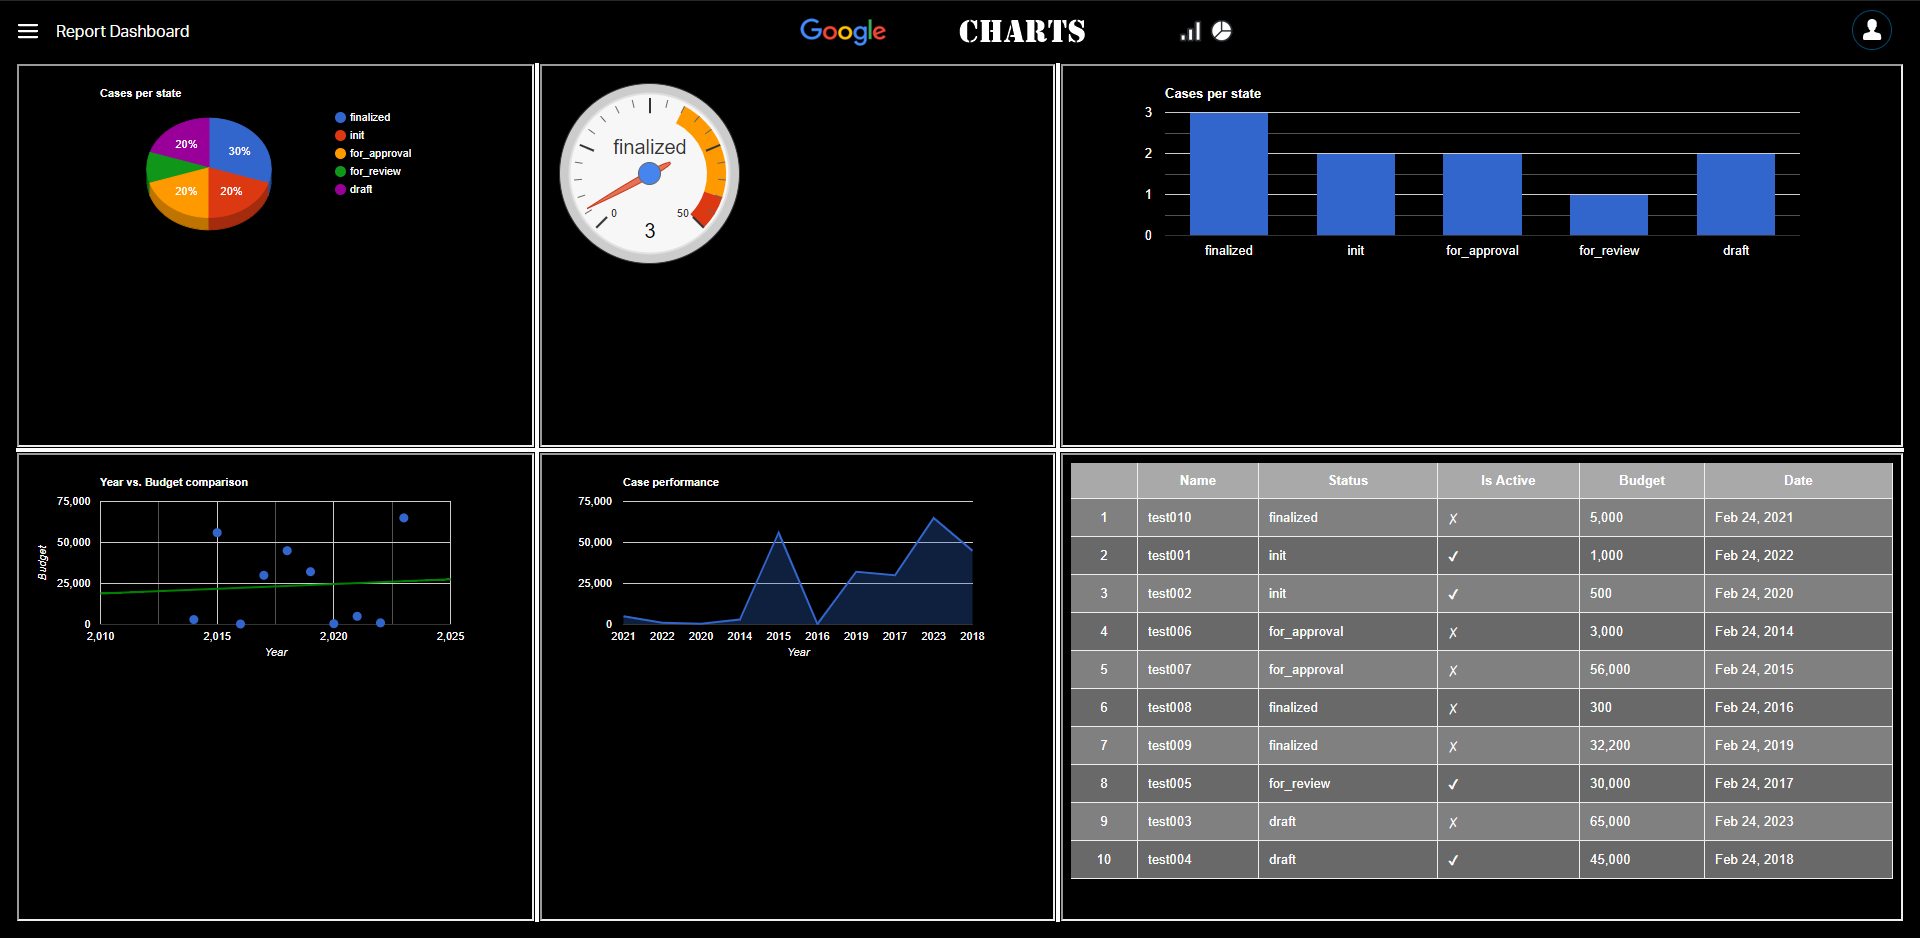 Report Dashboard
Google CHARTS
Cases per state
30%
20%
20%
20%
finalized
init
for_approval
for_review
draft
finalized
0 50
3
Cases per state
3
2
1
0
finalized init for_approval for_review draft
Year vs. Budget comparison
75,000
50,000
25,000
0
Budget
2,010 2,015 2,020 2,025
Year
Case performance
75,000
50,000
25,000
0
2021 2022 2020 2014 2015 2016 2019 2017 2023 2018
Year
Name Status Is Active Budget Date
1 test010 finalized ✗ 5,000 Feb 24, 2021
2 test001 init ✔ 1,000 Feb 24, 2022
3 test002 init ✔ 500 Feb 24, 2020
4 test006 for_approval ✗ 3,000 Feb 24, 2014
5 test007 for_approval ✗ 56,000 Feb 24, 2015
6 test008 finalized ✗ 300 Feb 24, 2016
7 test009 finalized ✗ 32,200 Feb 24, 2019
8 test005 for_review ✔ 30,000 Feb 24, 2017
9 test003 draft ✗ 65,000 Feb 24, 2023
10 test004 draft ✔ 45,000 Feb 24, 2018